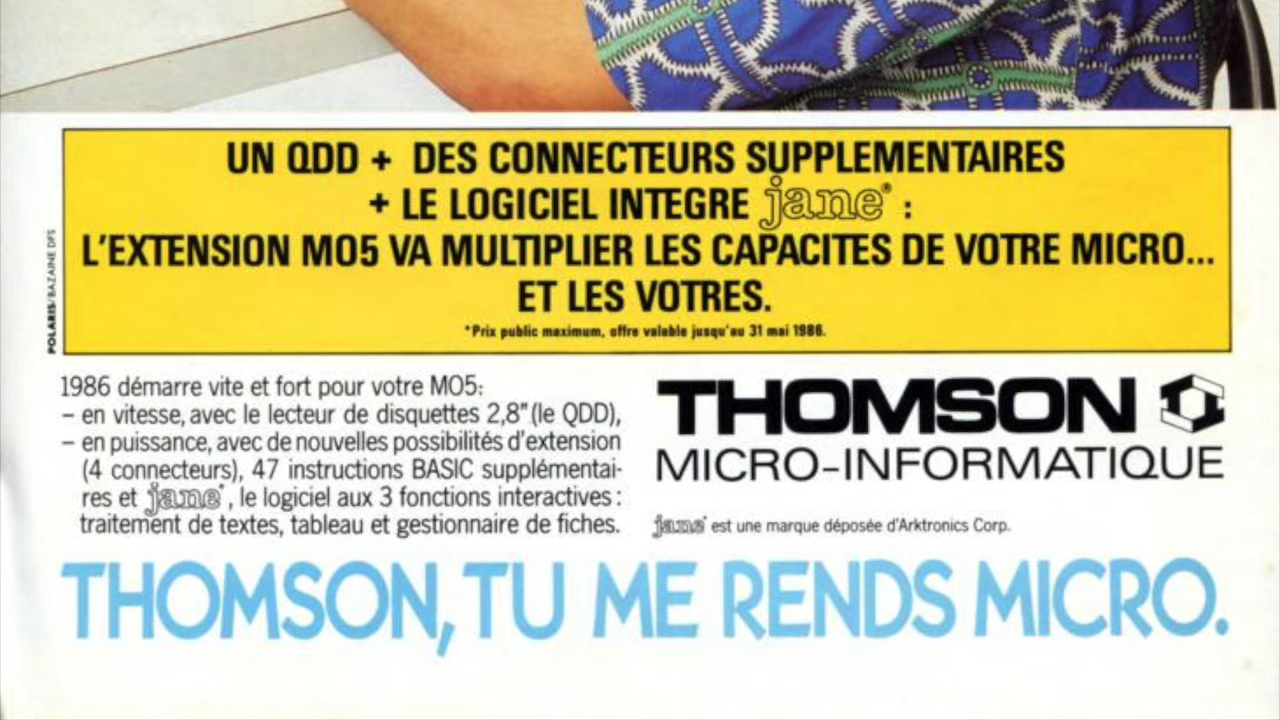 UN QDD + DES CONNECTEURS SUPPLEMENTAIRES
+ LE LOGICIEL INTEGRE jane® :
L'EXTENSION MO5 VA MULTIPLIER LES CAPACITES DE VOTRE MICRO...
ET LES VOTRES.
*Prix public maximum, offre valable jusqu'au 31 mai 1986.
POLARIS/BAZAINE DFS
1986 démarre vite et fort pour votre MO5:
– en vitesse, avec le lecteur de disquettes 2,8" (le QDD),
– en puissance, avec de nouvelles possibilités d'extension
(4 connecteurs), 47 instructions BASIC supplémentai-
res et jane*, le logiciel aux 3 fonctions interactives :
traitement de textes, tableau et gestionnaire de fiches.
THOMSON
MICRO-INFORMATIQUE
jane* est une marque déposée d'Arktronics Corp.
THOMSON, TU ME RENDS MICRO.